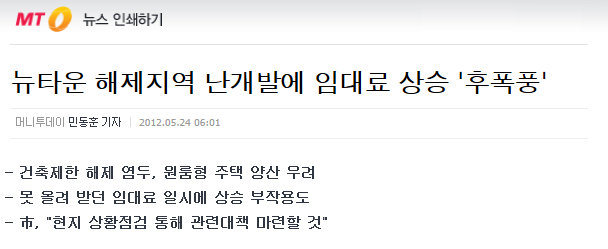 MTO 뉴스 인쇄하기
뉴타운 해제지역 난개발에 임대료 상승 '후폭풍'
머니투데이 민동훈 기자 | 2012.05.24 06:01
- 건축제한 해제 염두, 원룸형 주택 양산 우려
- 못 올려 받던 임대료 일시에 상승 부작용도
- 市, "현지 상황점검 통해 관련대책 마련할 것"